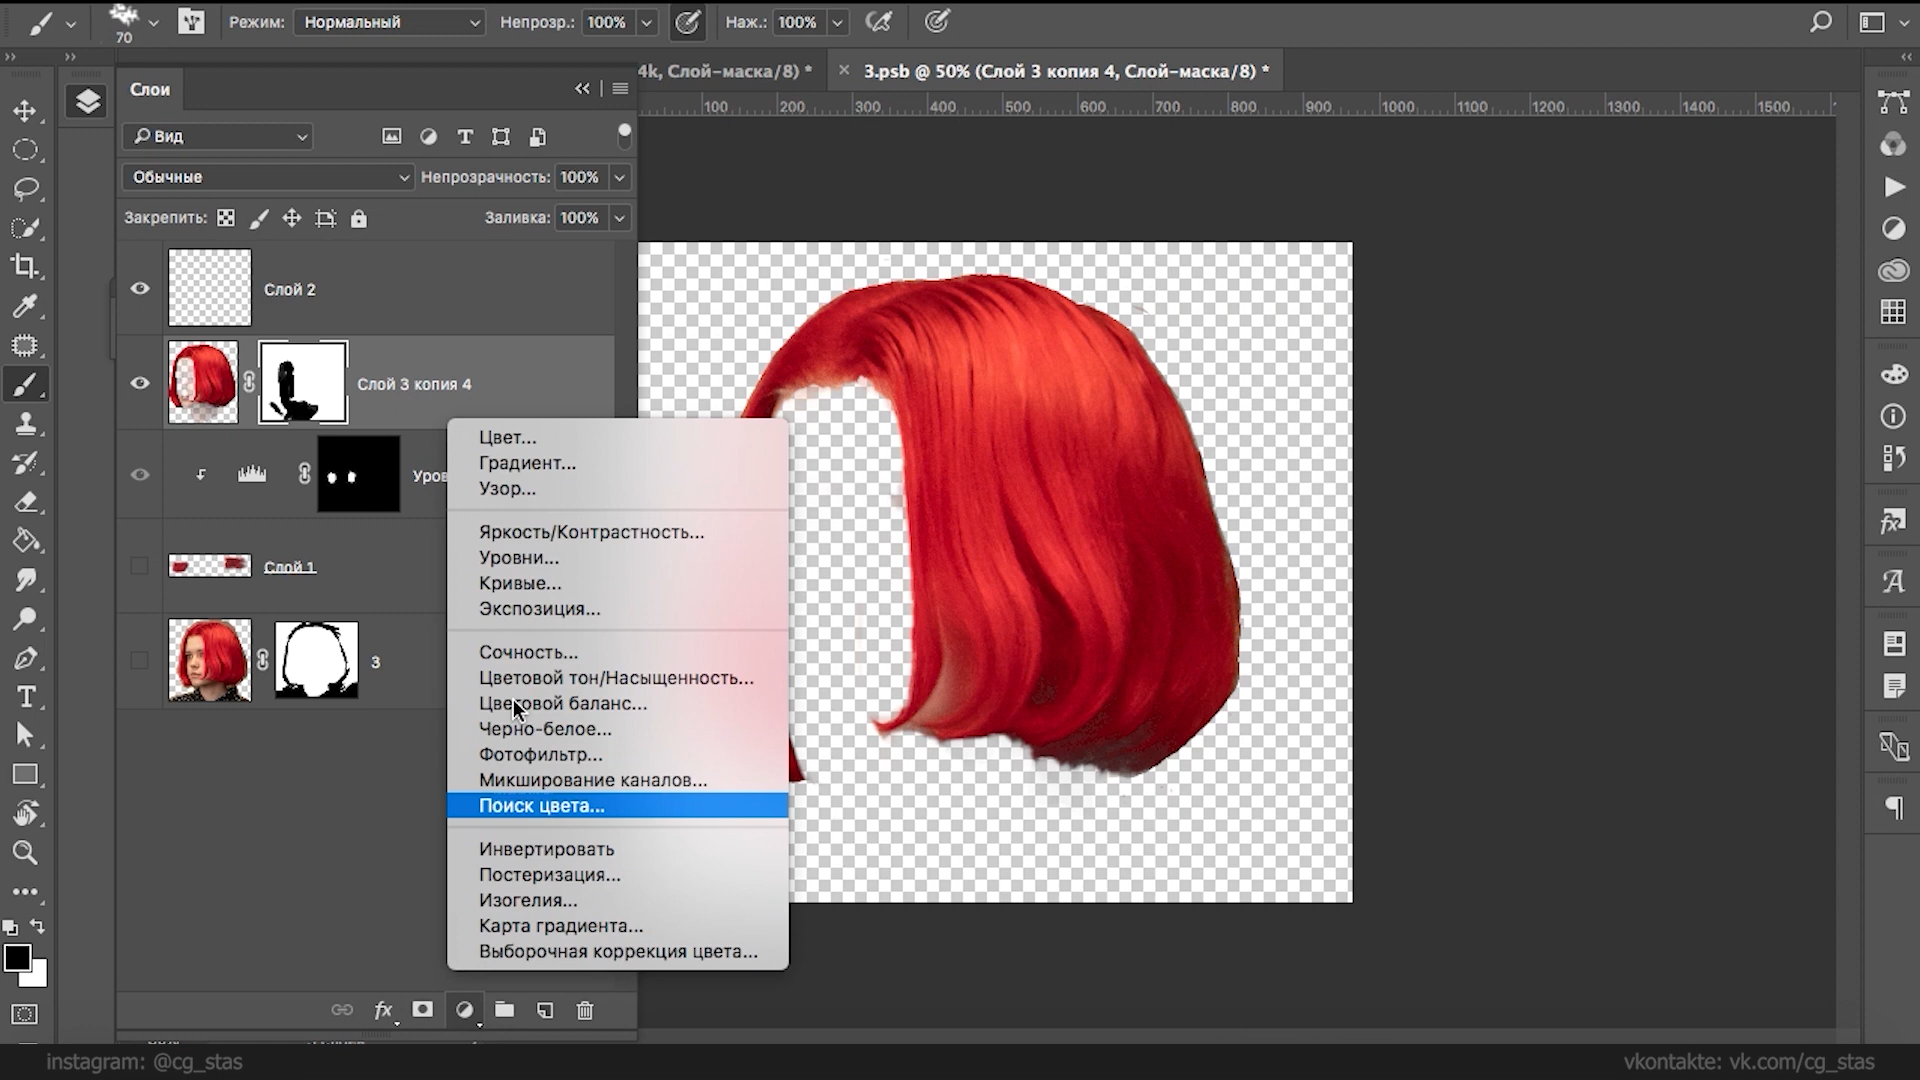 70
Режим: Нормальный Непрозр.: 100% Наж.: 100%
Слои
4k, Слой-маска/8) *
× 3.psb @ 50% (Слой 3 копия 4, Слой-маска/8) *
100 200 300 400 500 600 700 800 900 1000 1100 1200 1300 1400 1500
Вид
Обычные Непрозрачность: 100%
Закрепить: Заливка: 100%
Слой 2
Слой 3 копия 4
Уров
Слой 1
3
Цвет...
Градиент...
Узор...
Яркость/Контрастность...
Уровни...
Кривые...
Экспозиция...
Сочность...
Цветовой тон/Насыщенность...
Цветовой баланс...
Черно-белое...
Фотофильтр...
Микширование каналов...
Поиск цвета...
Инвертировать
Постеризация...
Изогелия...
Карта градиента...
Выборочная коррекция цвета...
fx
instagram: @cg_stas
vkontakte: vk.com/cg_stas